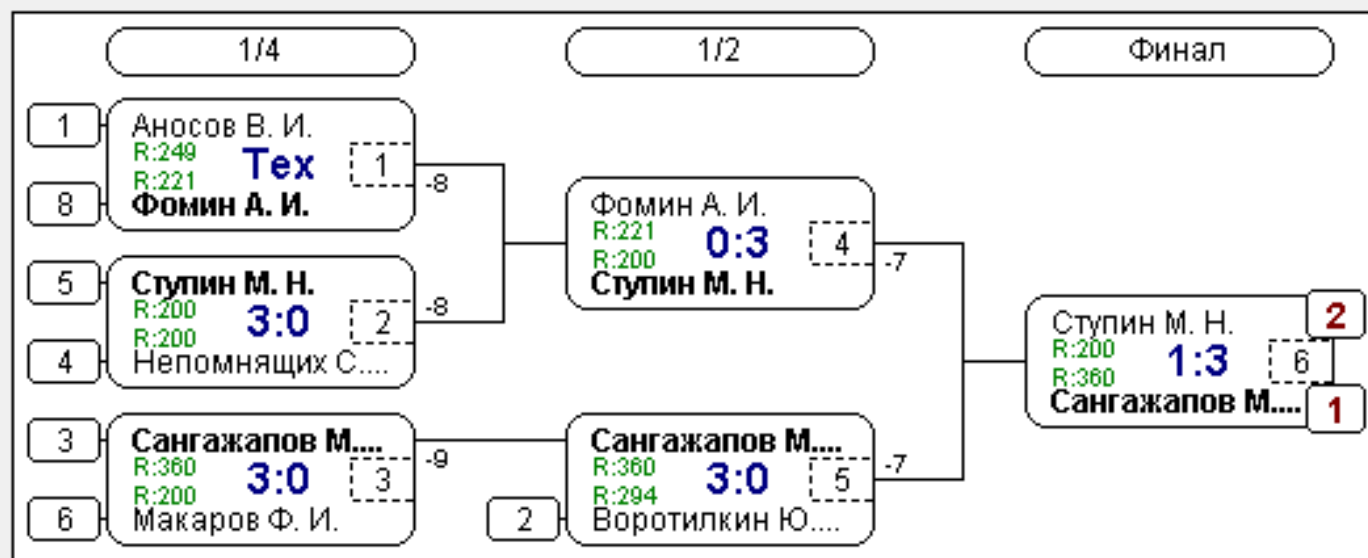 1/4
1/2
Финал
1
Аносов В. И.
R:249
Тех
1
R:221
8
Фомин А. И.
-8
5
Ступин М. Н.
R:200
3:0
2
R:200
4
Непомнящих С....
-8
3
Сангажапов М....
R:360
3:0
3
R:200
6
Макаров Ф. И.
-9
Фомин А. И.
R:221
0:3
4
R:200
Ступин М. Н.
-7
Сангажапов М....
R:360
3:0
5
R:294
2
Воротилкин Ю....
-7
Ступин М. Н.
2
R:200
1:3
6
R:360
Сангажапов М....
1